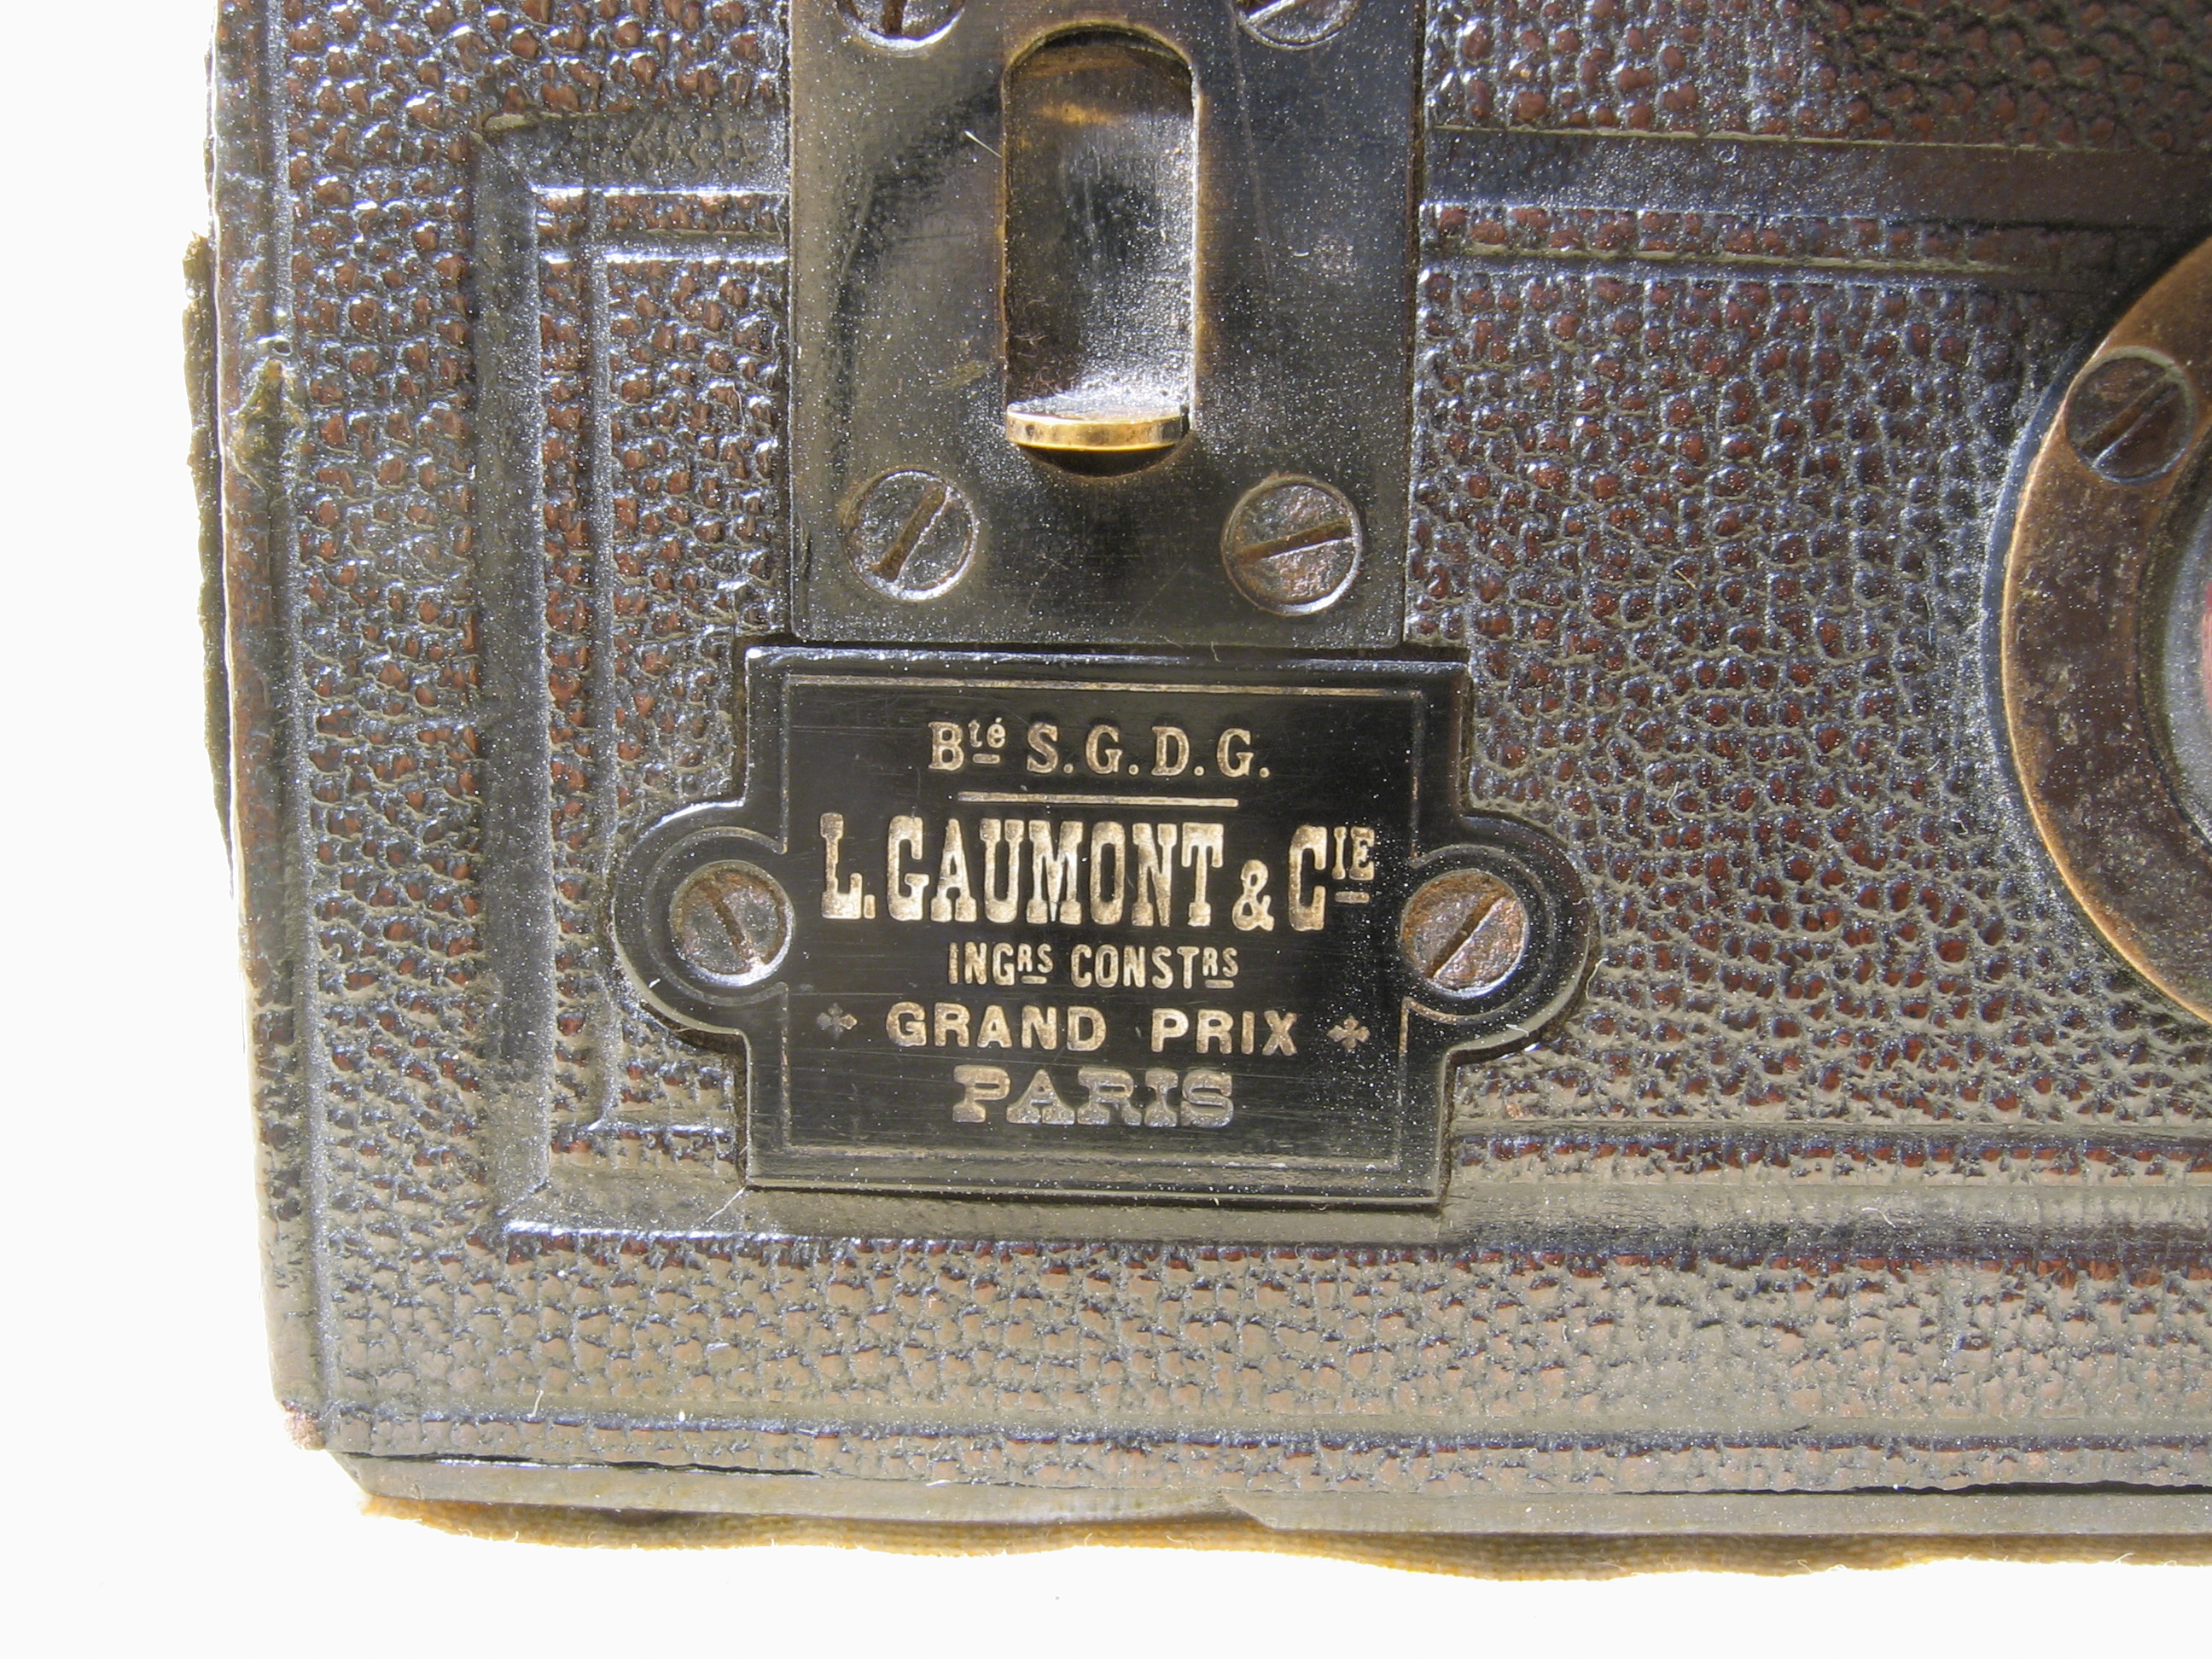 Bté S.G.D.G.
L. GAUMONT & CIE
INGRS CONSTRS
GRAND PRIX
PARIS